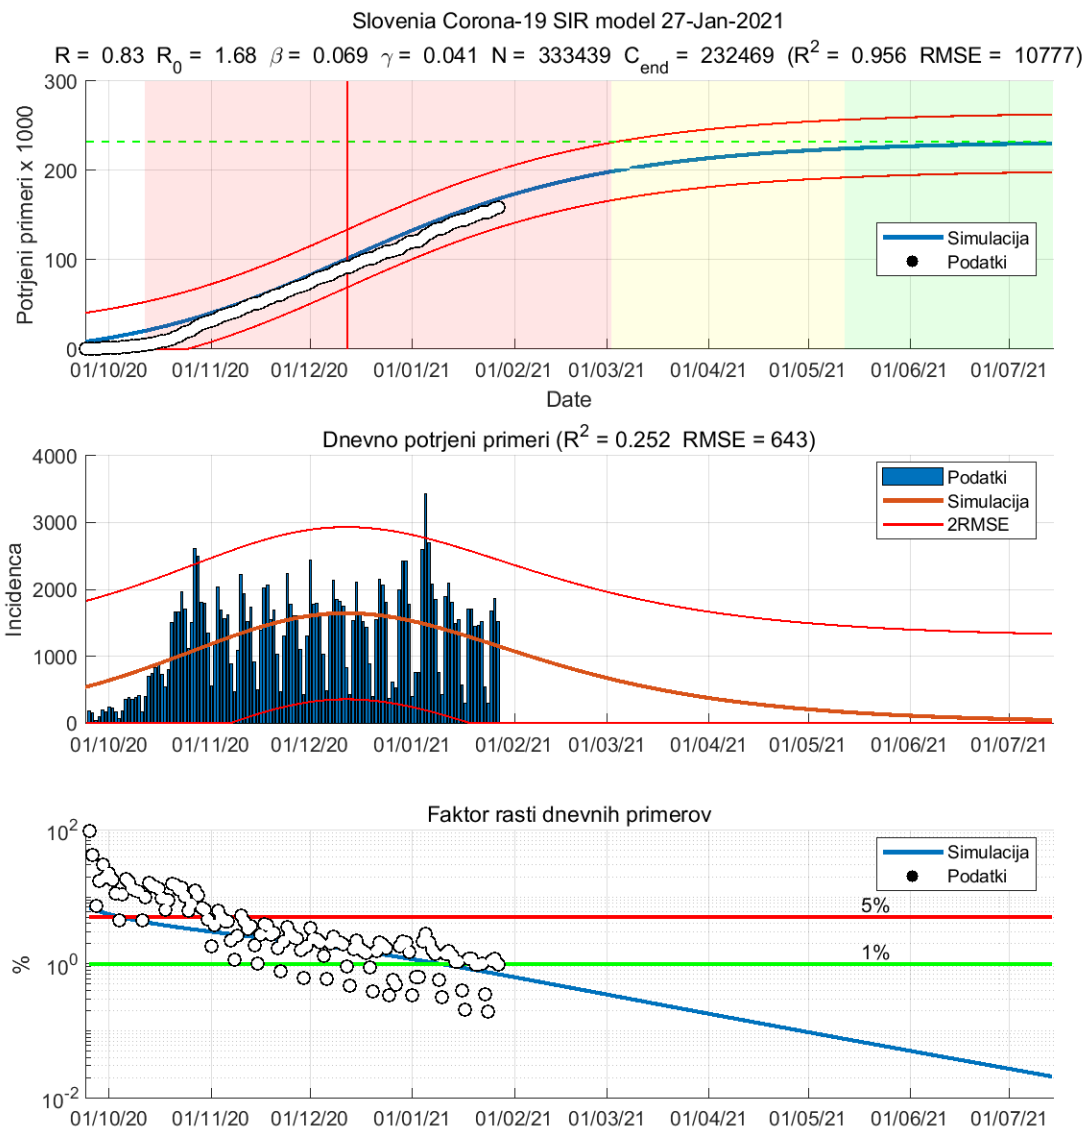 Slovenia Corona-19 SIR model 27-Jan-2021
R = 0.83 R0 = 1.68 β = 0.069 γ = 0.041 N = 333439 Cend = 232469 (R2 = 0.956 RMSE = 10777)
300
200
100
0
Potrjeni primeri x 1000
Simulacija
Podatki
01/10/20 01/11/20 01/12/20 01/01/21 01/02/21 01/03/21 01/04/21 01/05/21 01/06/21 01/07/21
Date
Dnevno potrjeni primeri (R2 = 0.252 RMSE = 643)
4000
3000
2000
1000
0
Incidenca
Podatki
Simulacija
2RMSE
01/10/20 01/11/20 01/12/20 01/01/21 01/02/21 01/03/21 01/04/21 01/05/21 01/06/21 01/07/21
Faktor rasti dnevnih primerov
10^2
10^0
10^-2
%
Simulacija
Podatki
5%
1%
01/10/20 01/11/20 01/12/20 01/01/21 01/02/21 01/03/21 01/04/21 01/05/21 01/06/21 01/07/21